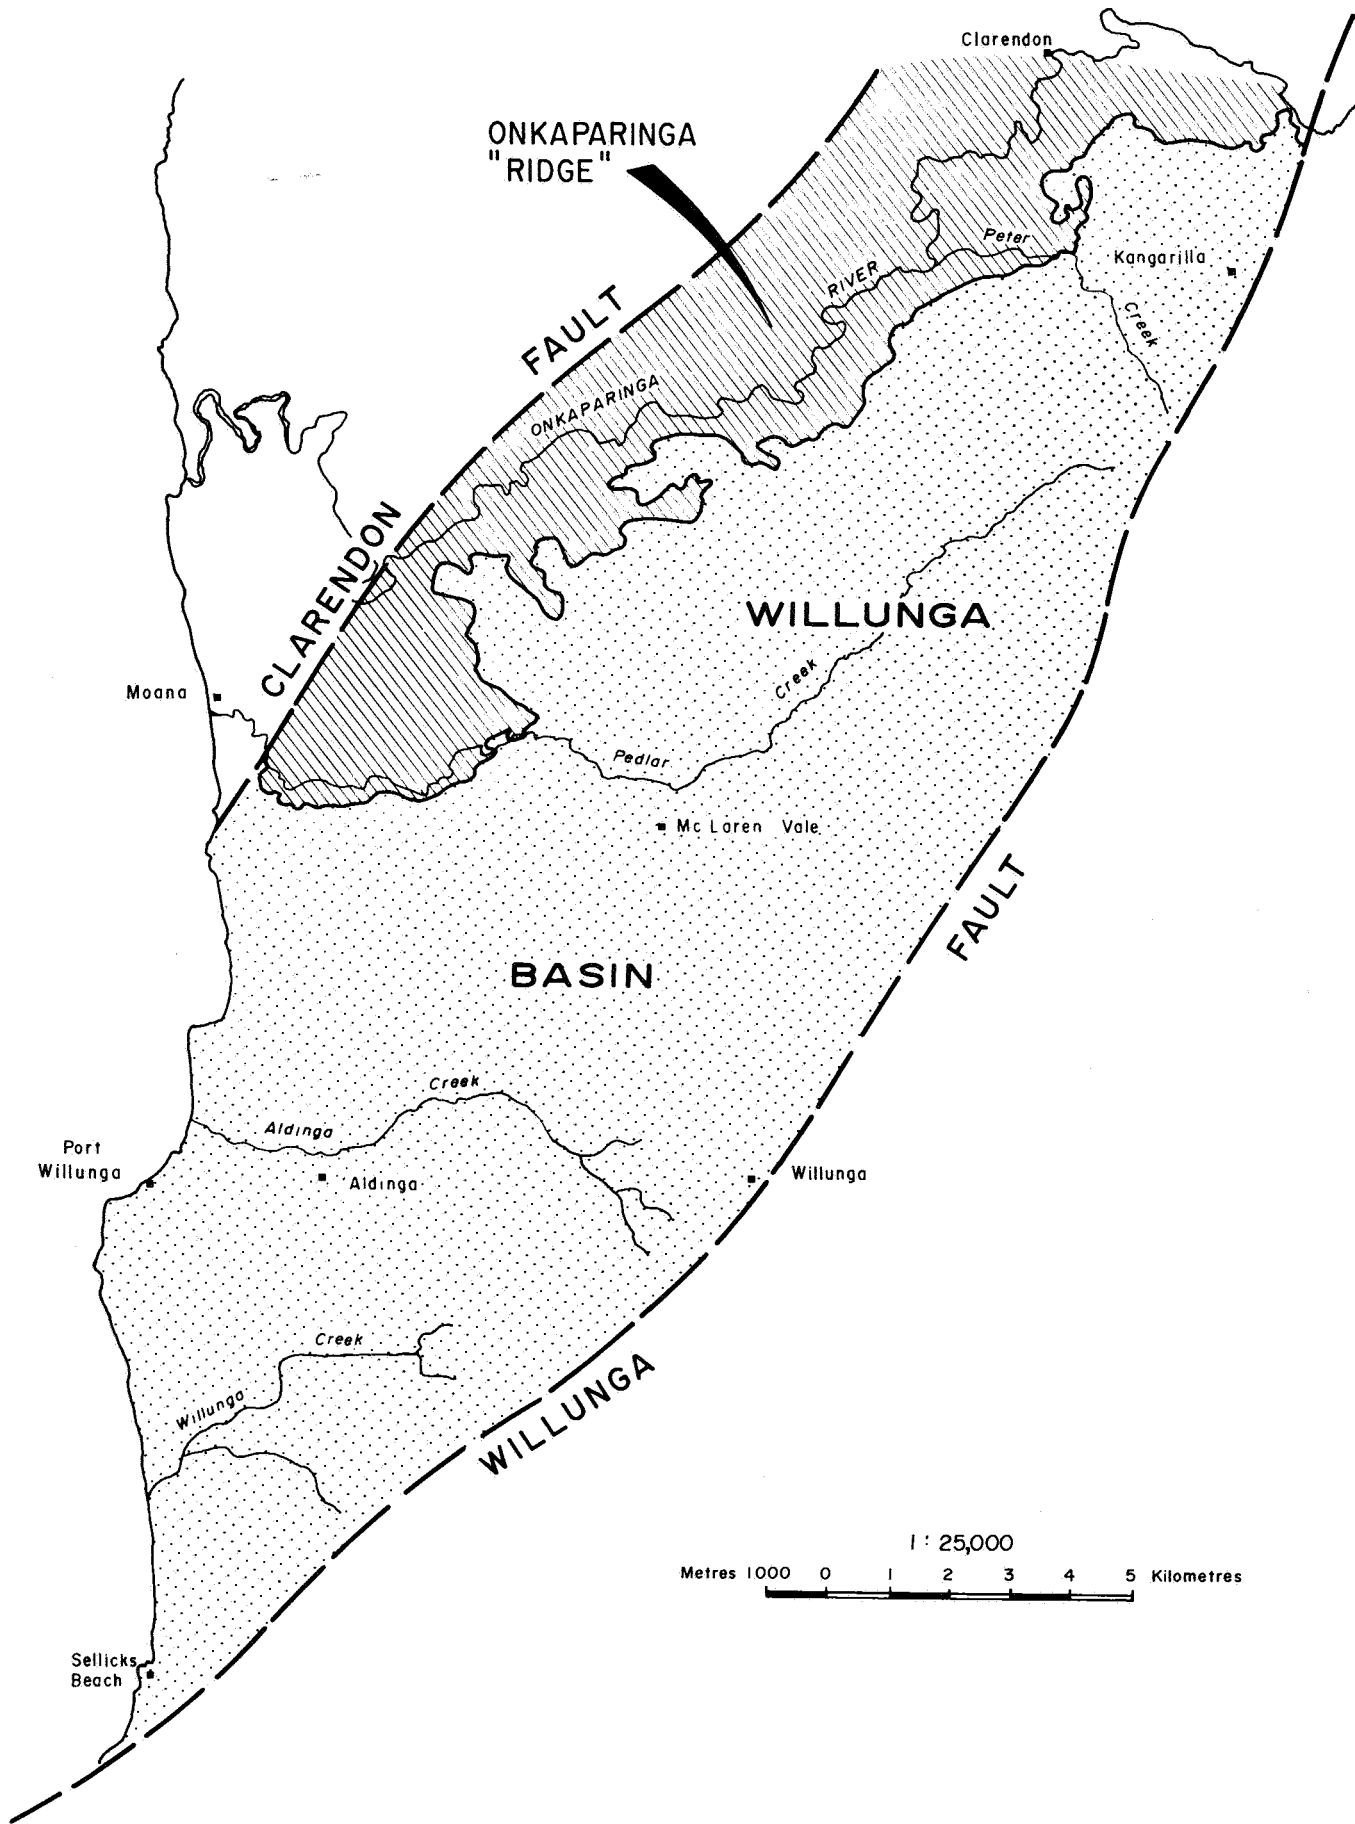 Clarendon
ONKAPARINGA
"RIDGE"
Peter
Kangarilla
RIVER
Creek
FAULT
ONKAPARINGA
CLARENDON
WILLUNGA
Creek
Moana
Pedlar
Mc Laren Vale
FAULT
BASIN
Creek
Aldinga
Port
Willunga
Aldinga
Willunga
Creek
Willunga
WILLUNGA
1 : 25,000
Metres 1000 0 1 2 3 4 5 Kilometres
Sellicks
Beach